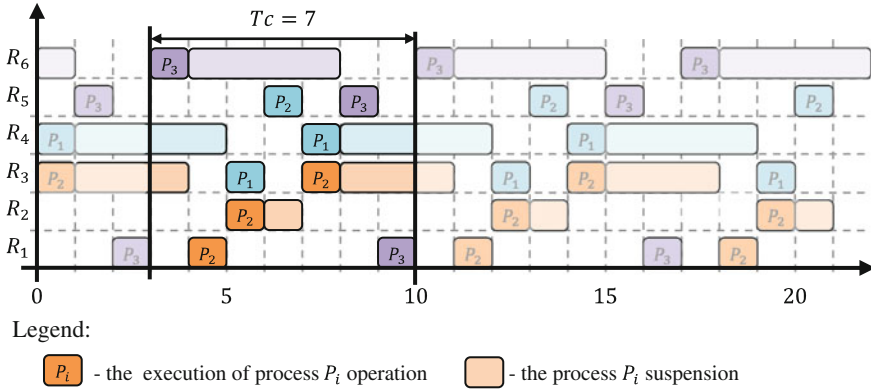 Tc = 7
R₆ P₃ P₃ P₃
R₅ P₃ P₂ P₃ P₂ P₃ P₂
R₄ P₁ P₁ P₁
R₃ P₂ P₁ P₂ P₁ P₂ P₁
R₂ P₂ P₂ P₂
R₁ P₃ P₂ P₃ P₂ P₃ P₂
0 5 10 15 20
Legend:
Pᵢ - the execution of process Pᵢ operation - the process Pᵢ suspension